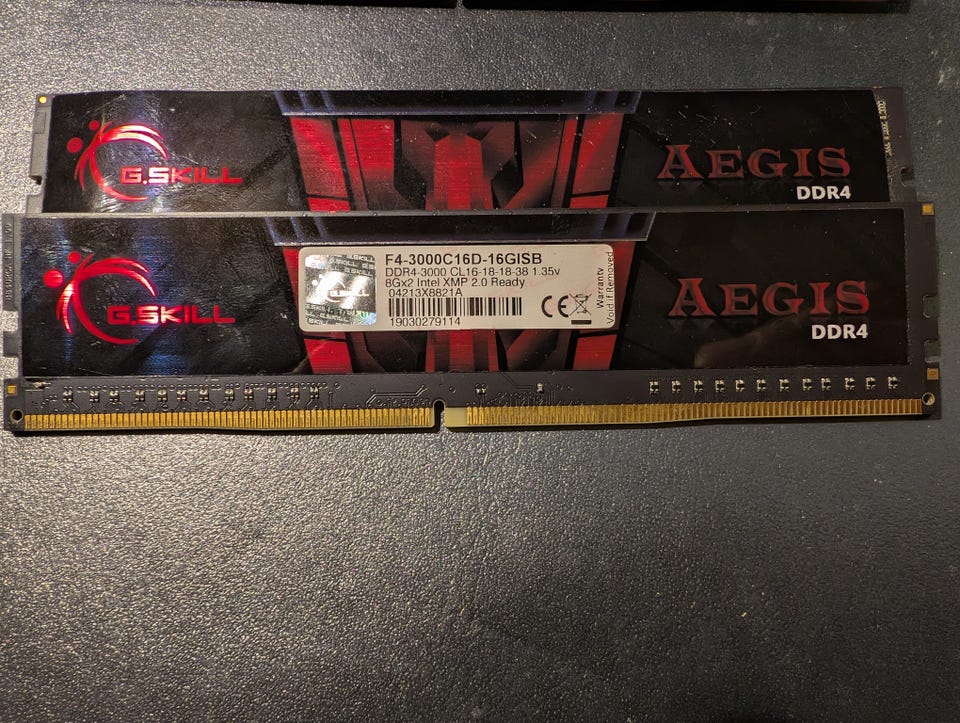 G.SKILL
AEGIS
DDR4
F4-3000C16D-16GISB
DDR4-3000 CL16-18-18-38 1.35v
8Gx2 Intel XMP 2.0 Ready
04213X8821A
19030279114
Warranty
Void if Removed
G.SKILL
AEGIS
DDR4